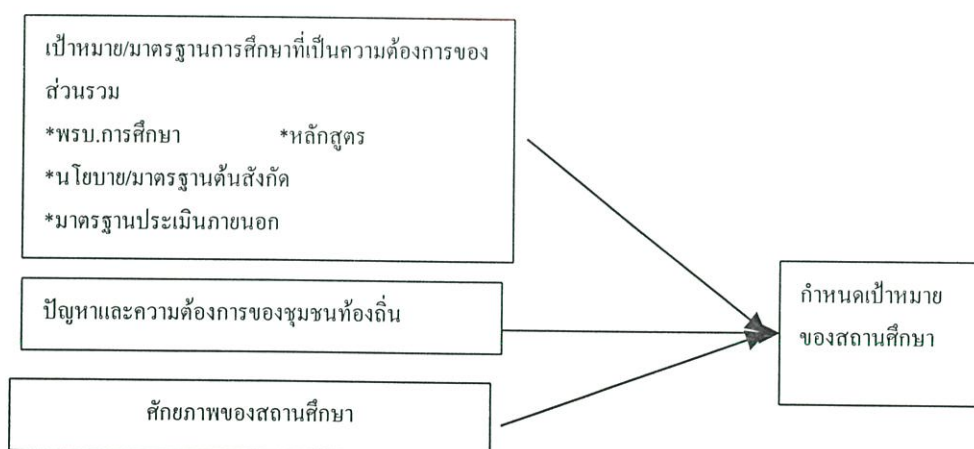 เป้าหมาย/มาตรฐานการศึกษาที่เป็นความต้องการของ
ส่วนรวม
*พรบ.การศึกษา *หลักสูตร
*นโยบาย/มาตรฐานต้นสังกัด
*มาตรฐานประเมินภายนอก
ปัญหาและความต้องการของชุมชนท้องถิ่น
ศักยภาพของสถานศึกษา
กำหนดเป้าหมาย
ของสถานศึกษา